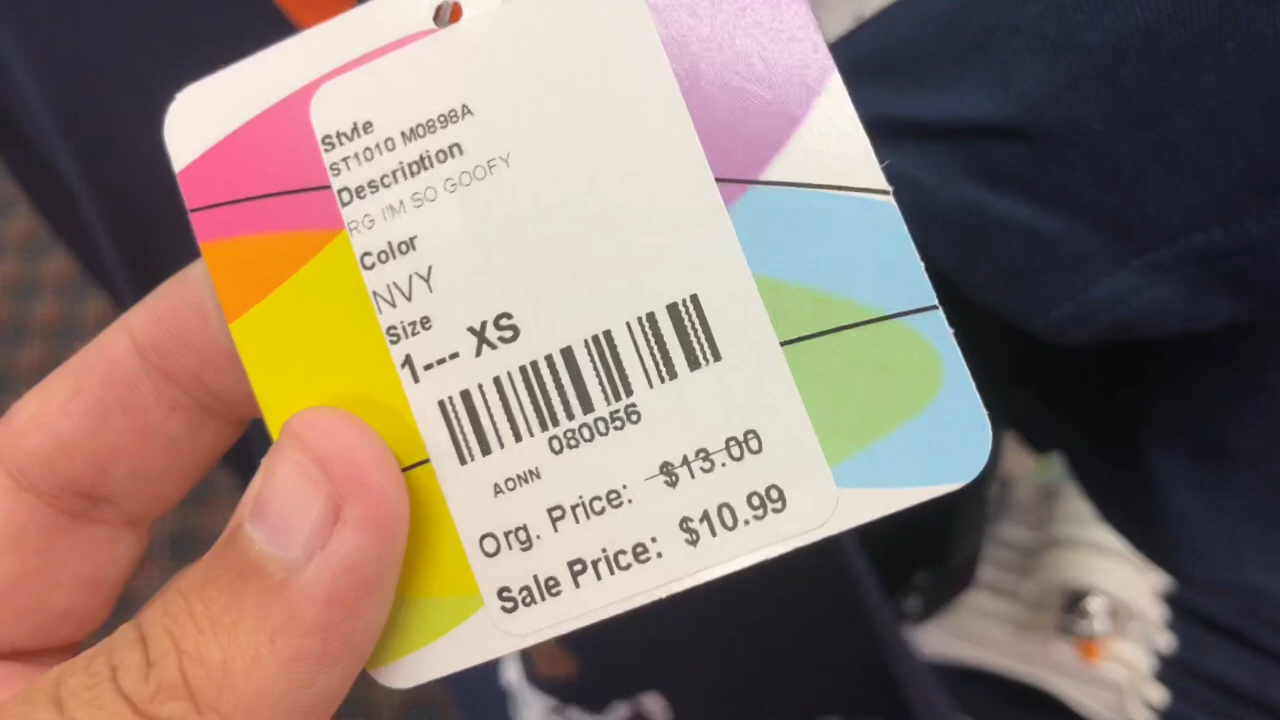 Style
ST1010 M0898A
Description
RG I'M SO GOOFY
Color
NVY
Size
1--- XS
080056
AONN
Org. Price: $13.00
Sale Price: $10.99